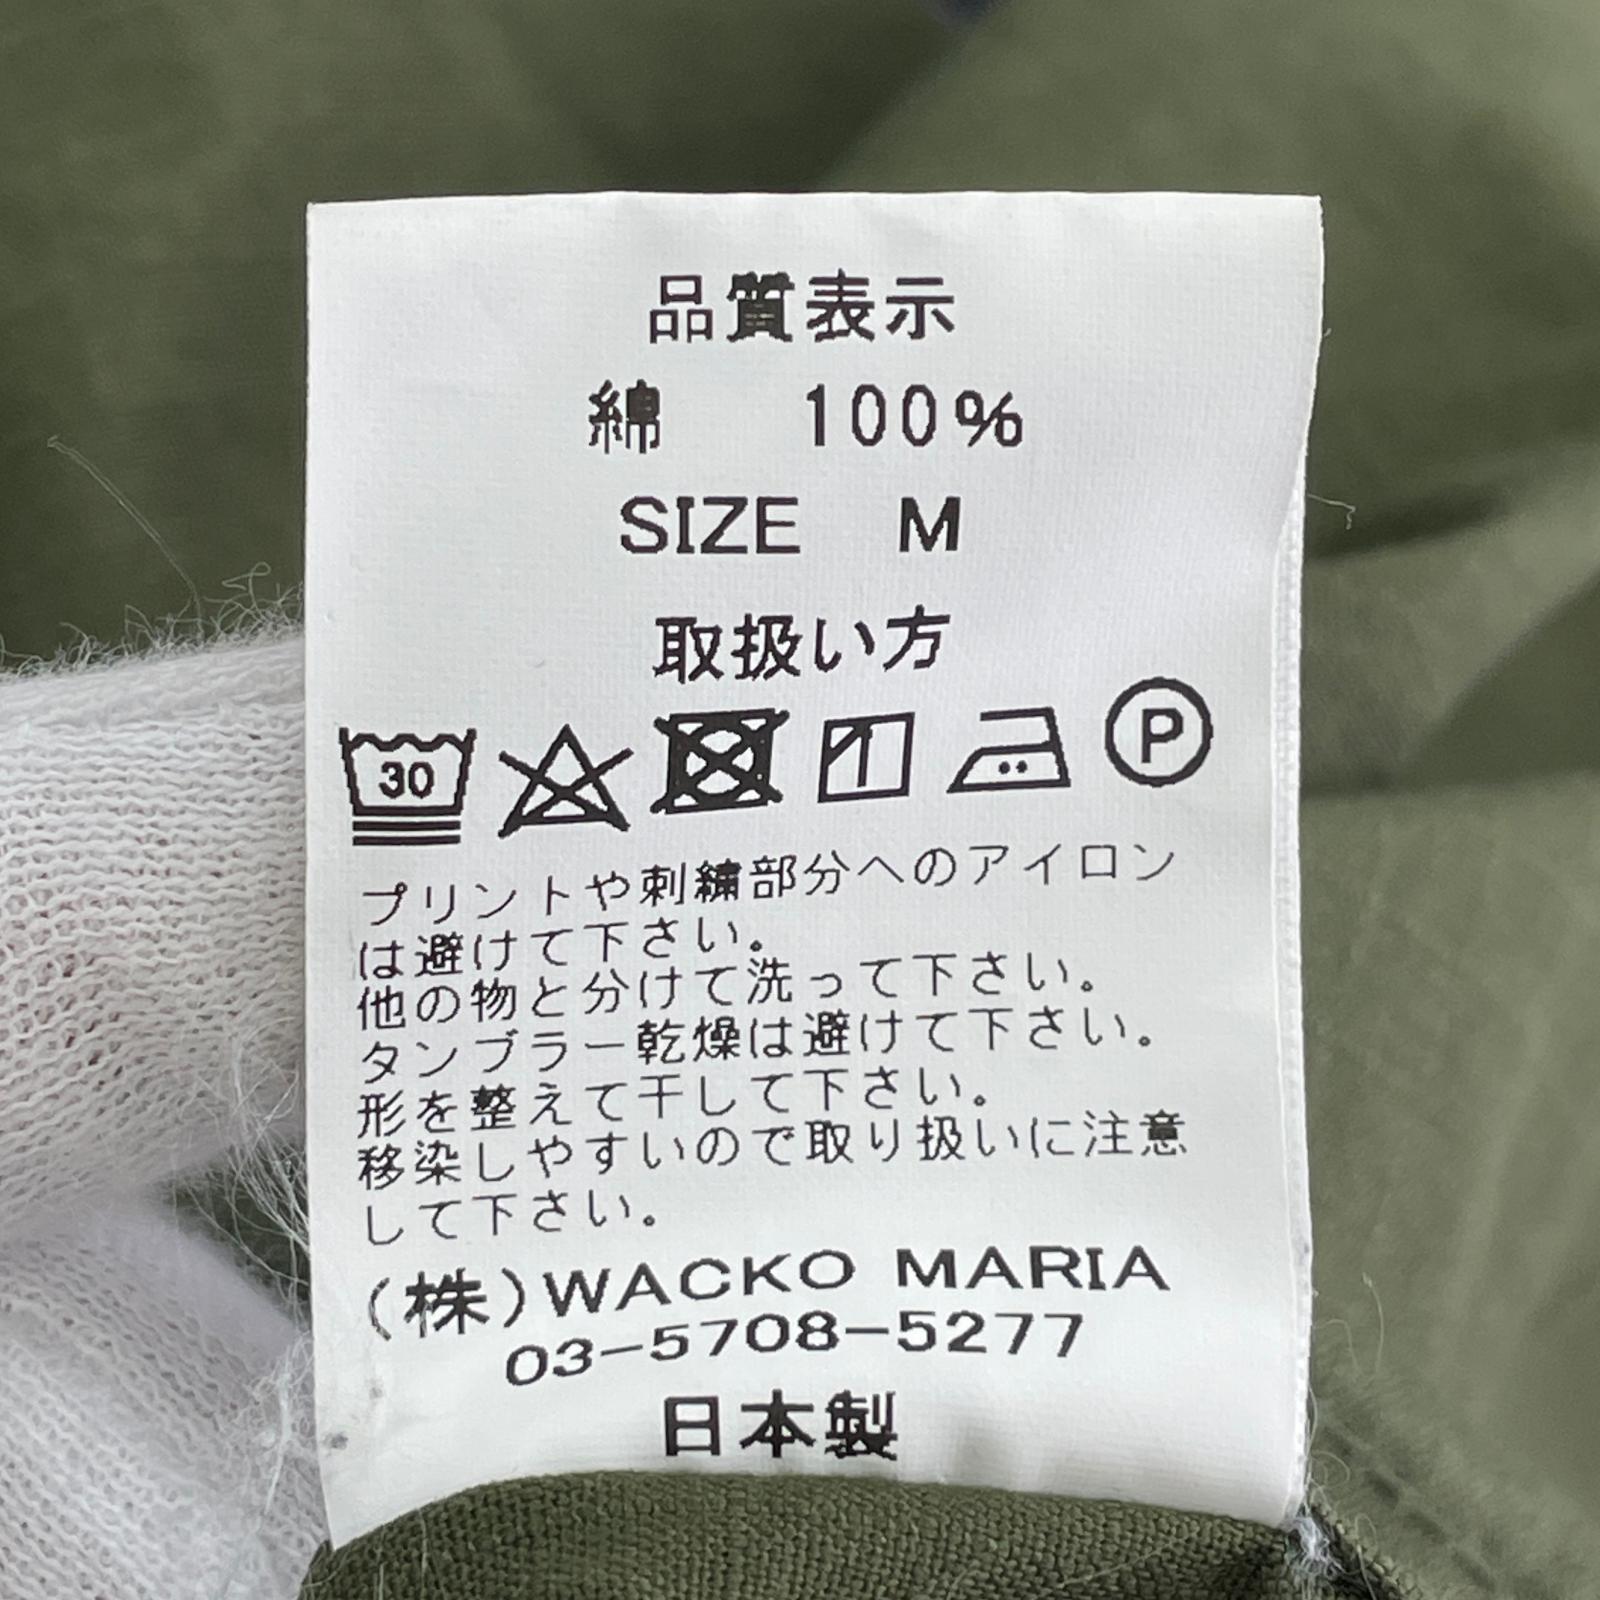 品質表示
綿 100%
SIZE M
取扱い方
30 P
プリントや刺繍部分へのアイロン
は避けて下さい。
他の物と分けて洗って下さい。
タンブラー乾燥は避けて下さい。
形を整えて干して下さい。
移染しやすいので取り扱いに注意
して下さい。
(株)WACKO MARIA
03-5708-5277
日本製